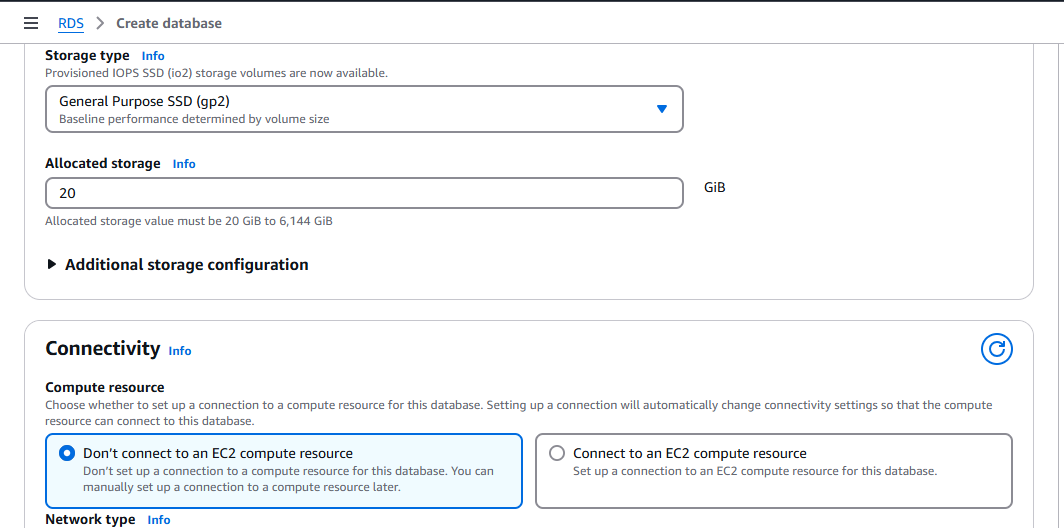 RDS > Create database
Storage type Info
Provisioned IOPS SSD (io2) storage volumes are now available.
General Purpose SSD (gp2)
Baseline performance determined by volume size
Allocated storage Info
20 GiB
Allocated storage value must be 20 GiB to 6,144 GiB
Additional storage configuration
Connectivity Info
Compute resource
Choose whether to set up a connection to a compute resource for this database. Setting up a connection will automatically change connectivity settings so that the compute
resource can connect to this database.
Don't connect to an EC2 compute resource
Don't set up a connection to a compute resource for this database. You can
manually set up a connection to a compute resource later.
Connect to an EC2 compute resource
Set up a connection to an EC2 compute resource for this database.
Network type Info